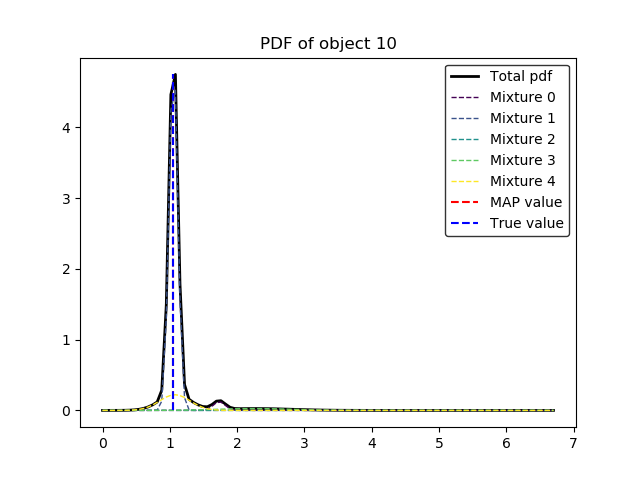 PDF of object 10
Total pdf
Mixture 0
Mixture 1
Mixture 2
Mixture 3
Mixture 4
MAP value
True value
4
3
2
1
0
0 1 2 3 4 5 6 7